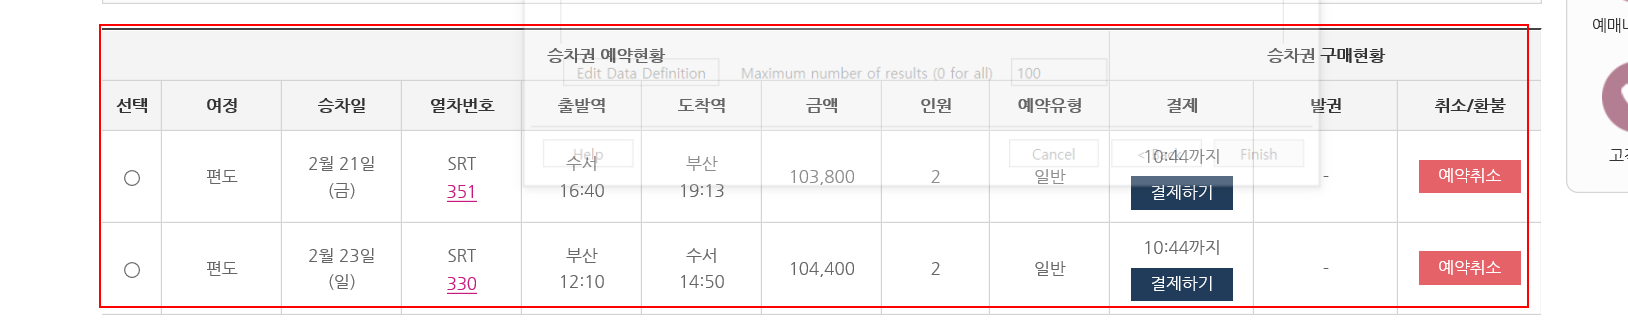 승차권 예약현황 승차권 구매현황
Edit Data Definition Maximum number of results (0 for all) 100
선택 여정 승차일 열차번호 출발역 도착역 금액 인원 예약유형 결제 발권 취소/환불
Help Cancel Finish
편도 2월 21일 (금) SRT 351 수서 16:40 부산 19:13 103,800 2 일반 10:44까지 결제하기 - 예약취소
편도 2월 23일 (일) SRT 330 부산 12:10 수서 14:50 104,400 2 일반 10:44까지 결제하기 - 예약취소